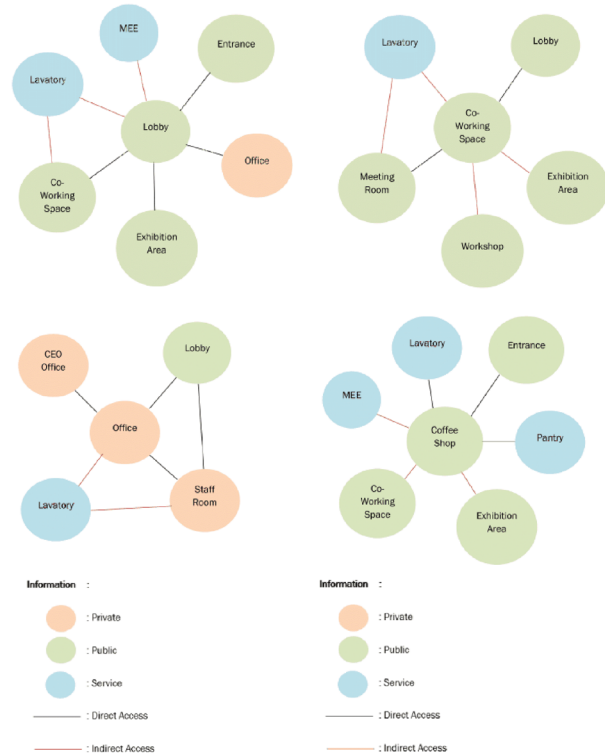 MEE
Entrance
Lavatory
Lobby
Office
Co-
Working
Space
Exhibition
Area
Lavatory
Lobby
Co-
Working
Space
Meeting
Room
Exhibition
Area
Workshop
CEO
Office
Lobby
Office
Lavatory
Staff
Room
Lavatory
Entrance
MEE
Coffee
Shop
Pantry
Co-
Working
Space
Exhibition
Area
Information :
: Private
: Public
: Service
: Direct Access
: Indirect Access
Information :
: Private
: Public
: Service
: Direct Access
: Indirect Access